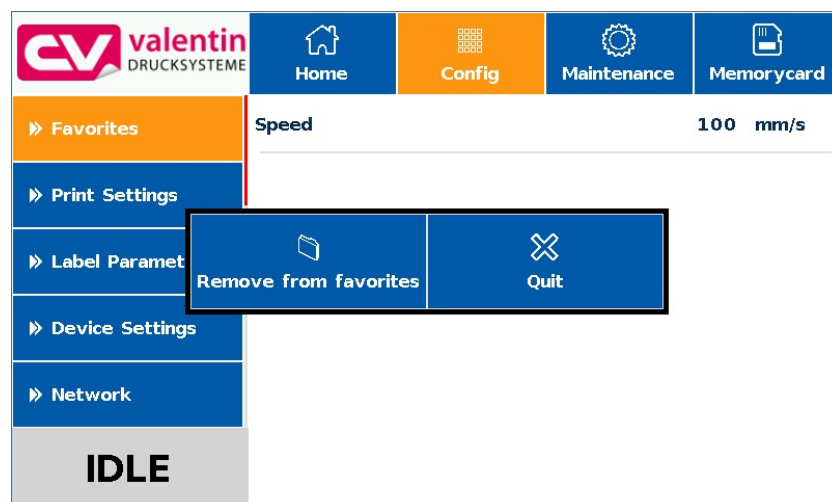 valentin
DRUCKSYSTEME
Home
Config
Maintenance
Memorycard
Favorites
Speed 100 mm/s
Print Settings
Label Paramet
Remove from favorites
Quit
Device Settings
Network
IDLE